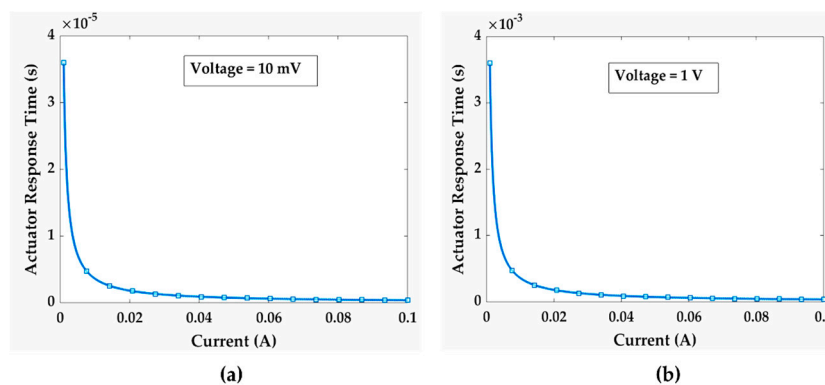 ×10⁻⁵
4
3
2
1
0
Actuator Response Time (s)
Voltage = 10 mV
0 0.02 0.04 0.06 0.08 0.1
Current (A)
(a)
×10⁻³
4
3
2
1
0
Actuator Response Time (s)
Voltage = 1 V
0 0.02 0.04 0.06 0.08 0.
Current (A)
(b)